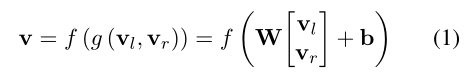 v = f (g (v_l, v_r)) = f ( W [ v_l v_r ] + b ) (1)